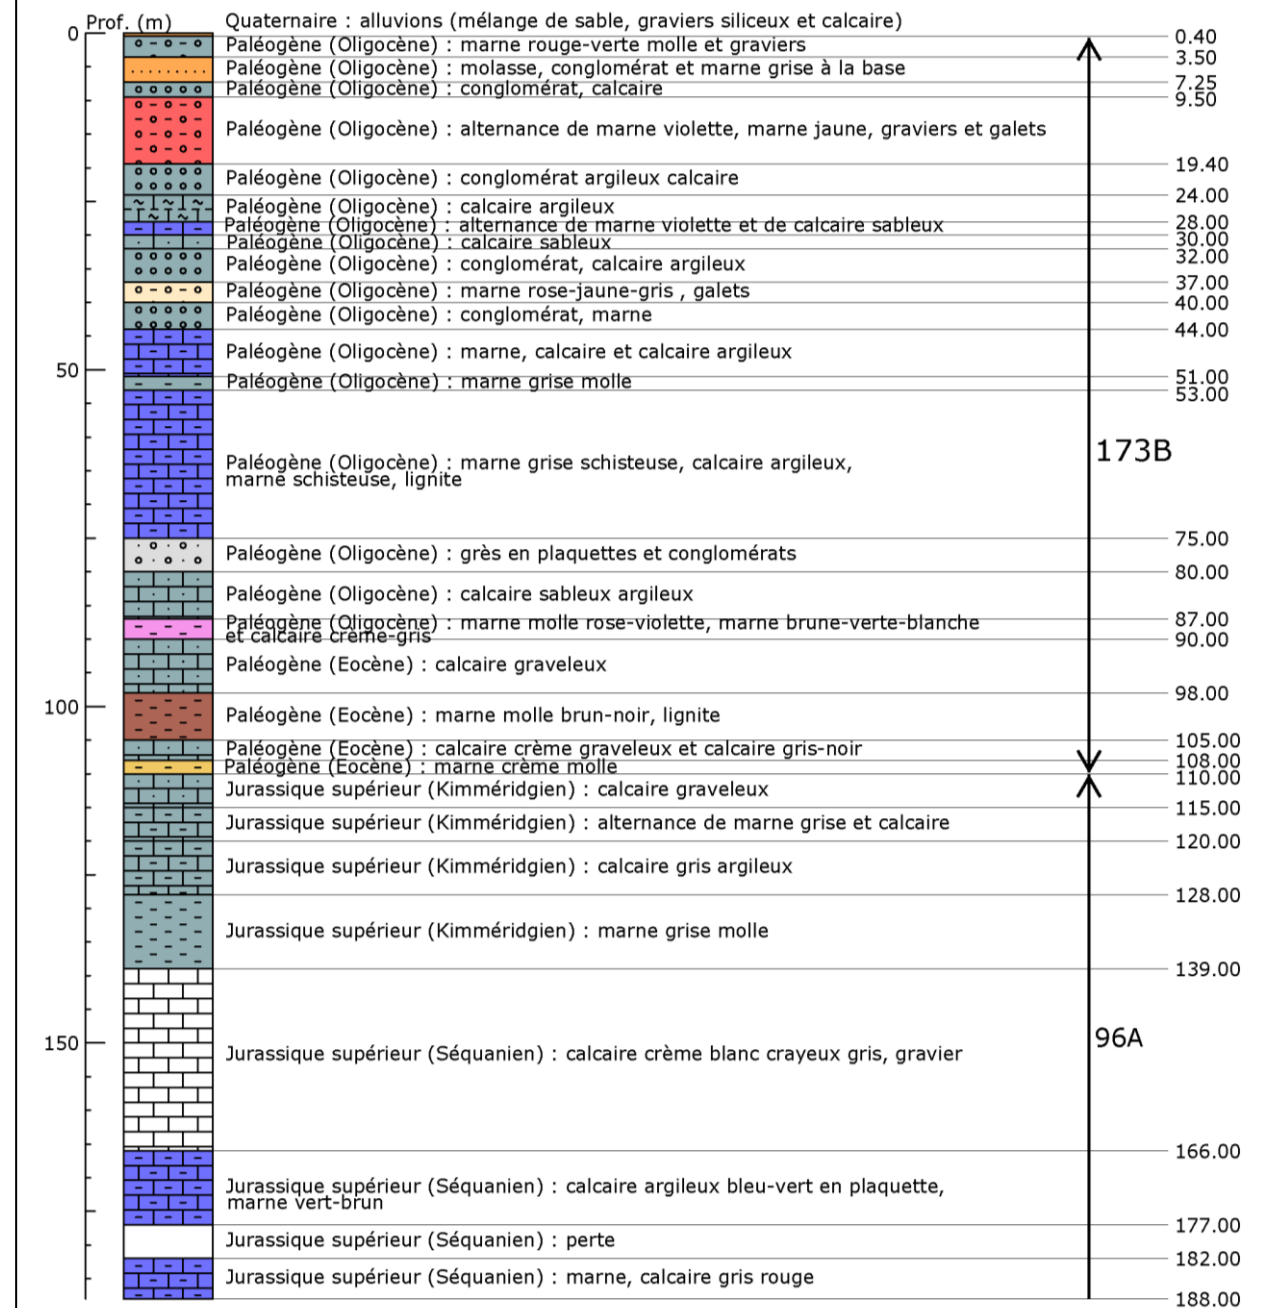 Prof. (m)
Quaternaire : alluvions (mélange de sable, graviers siliceux et calcaire)
0
0.40
Paléogène (Oligocène) : marne rouge-verte molle et graviers
3.50
Paléogène (Oligocène) : molasse, conglomérat et marne grise à la base
7.25
Paléogène (Oligocène) : conglomérat, calcaire
9.50
Paléogène (Oligocène) : alternance de marne violette, marne jaune, graviers et galets
19.40
Paléogène (Oligocène) : conglomérat argileux calcaire
24.00
Paléogène (Oligocène) : calcaire argileux
28.00
Paléogène (Oligocène) : alternance de marne violette et de calcaire sableux
30.00
Paléogène (Oligocène) : calcaire sableux
32.00
Paléogène (Oligocène) : conglomérat, calcaire argileux
37.00
Paléogène (Oligocène) : marne rose-jaune-gris , galets
40.00
Paléogène (Oligocène) : conglomérat, marne
44.00
Paléogène (Oligocène) : marne, calcaire et calcaire argileux
50
51.00
Paléogène (Oligocène) : marne grise molle
53.00
173B
Paléogène (Oligocène) : marne grise schisteuse, calcaire argileux,
marne schisteuse, lignite
75.00
Paléogène (Oligocène) : grès en plaquettes et conglomérats
80.00
Paléogène (Oligocène) : calcaire sableux argileux
87.00
Paléogène (Oligocène) : marne molle rose-violette, marne brune-verte-blanche
et calcaire crème-gris
90.00
Paléogène (Eocène) : calcaire graveleux
98.00
100
Paléogène (Eocène) : marne molle brun-noir, lignite
105.00
Paléogène (Eocène) : calcaire crème graveleux et calcaire gris-noir
108.00
Paléogène (Eocène) : marne crème molle
110.00
Jurassique supérieur (Kimméridgien) : calcaire graveleux
115.00
Jurassique supérieur (Kimméridgien) : alternance de marne grise et calcaire
120.00
Jurassique supérieur (Kimméridgien) : calcaire gris argileux
128.00
Jurassique supérieur (Kimméridgien) : marne grise molle
139.00
96A
150
Jurassique supérieur (Séquanien) : calcaire crème blanc crayeux gris, gravier
166.00
Jurassique supérieur (Séquanien) : calcaire argileux bleu-vert en plaquette,
marne vert-brun
177.00
Jurassique supérieur (Séquanien) : perte
182.00
Jurassique supérieur (Séquanien) : marne, calcaire gris rouge
188.00